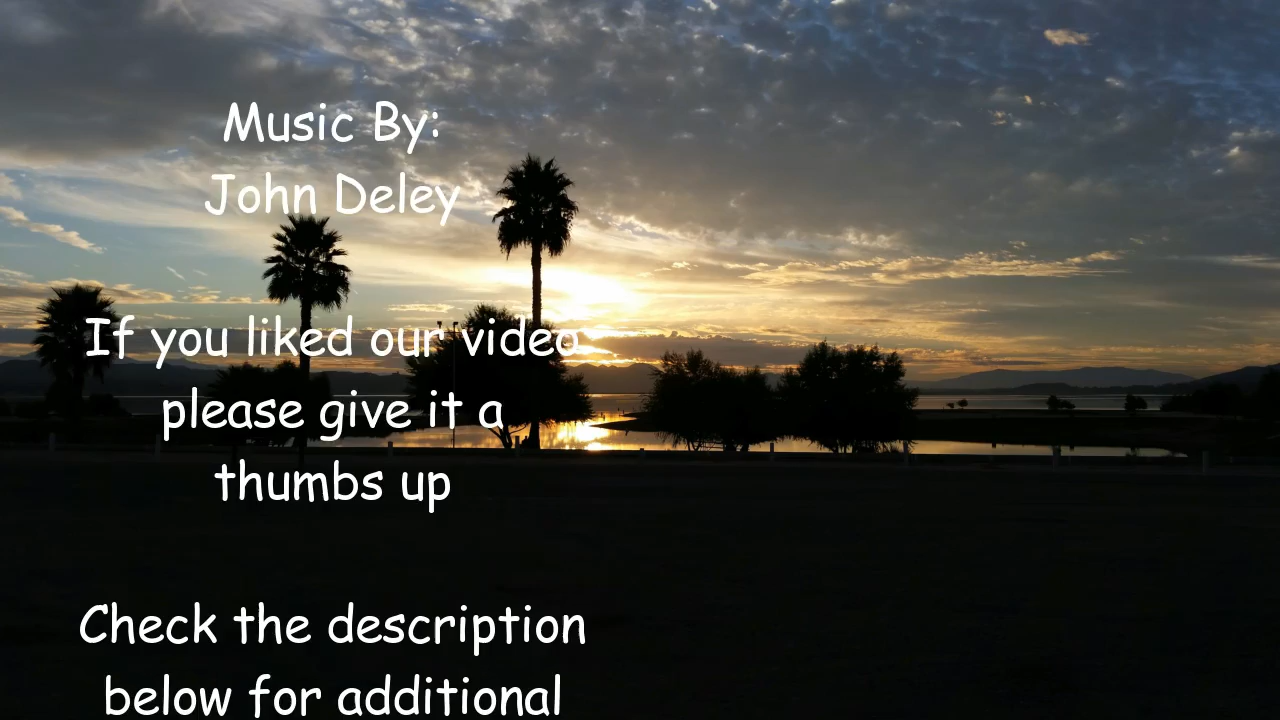 Music By:
John Deley
If you liked our video
please give it a
thumbs up
Check the description
below for additional